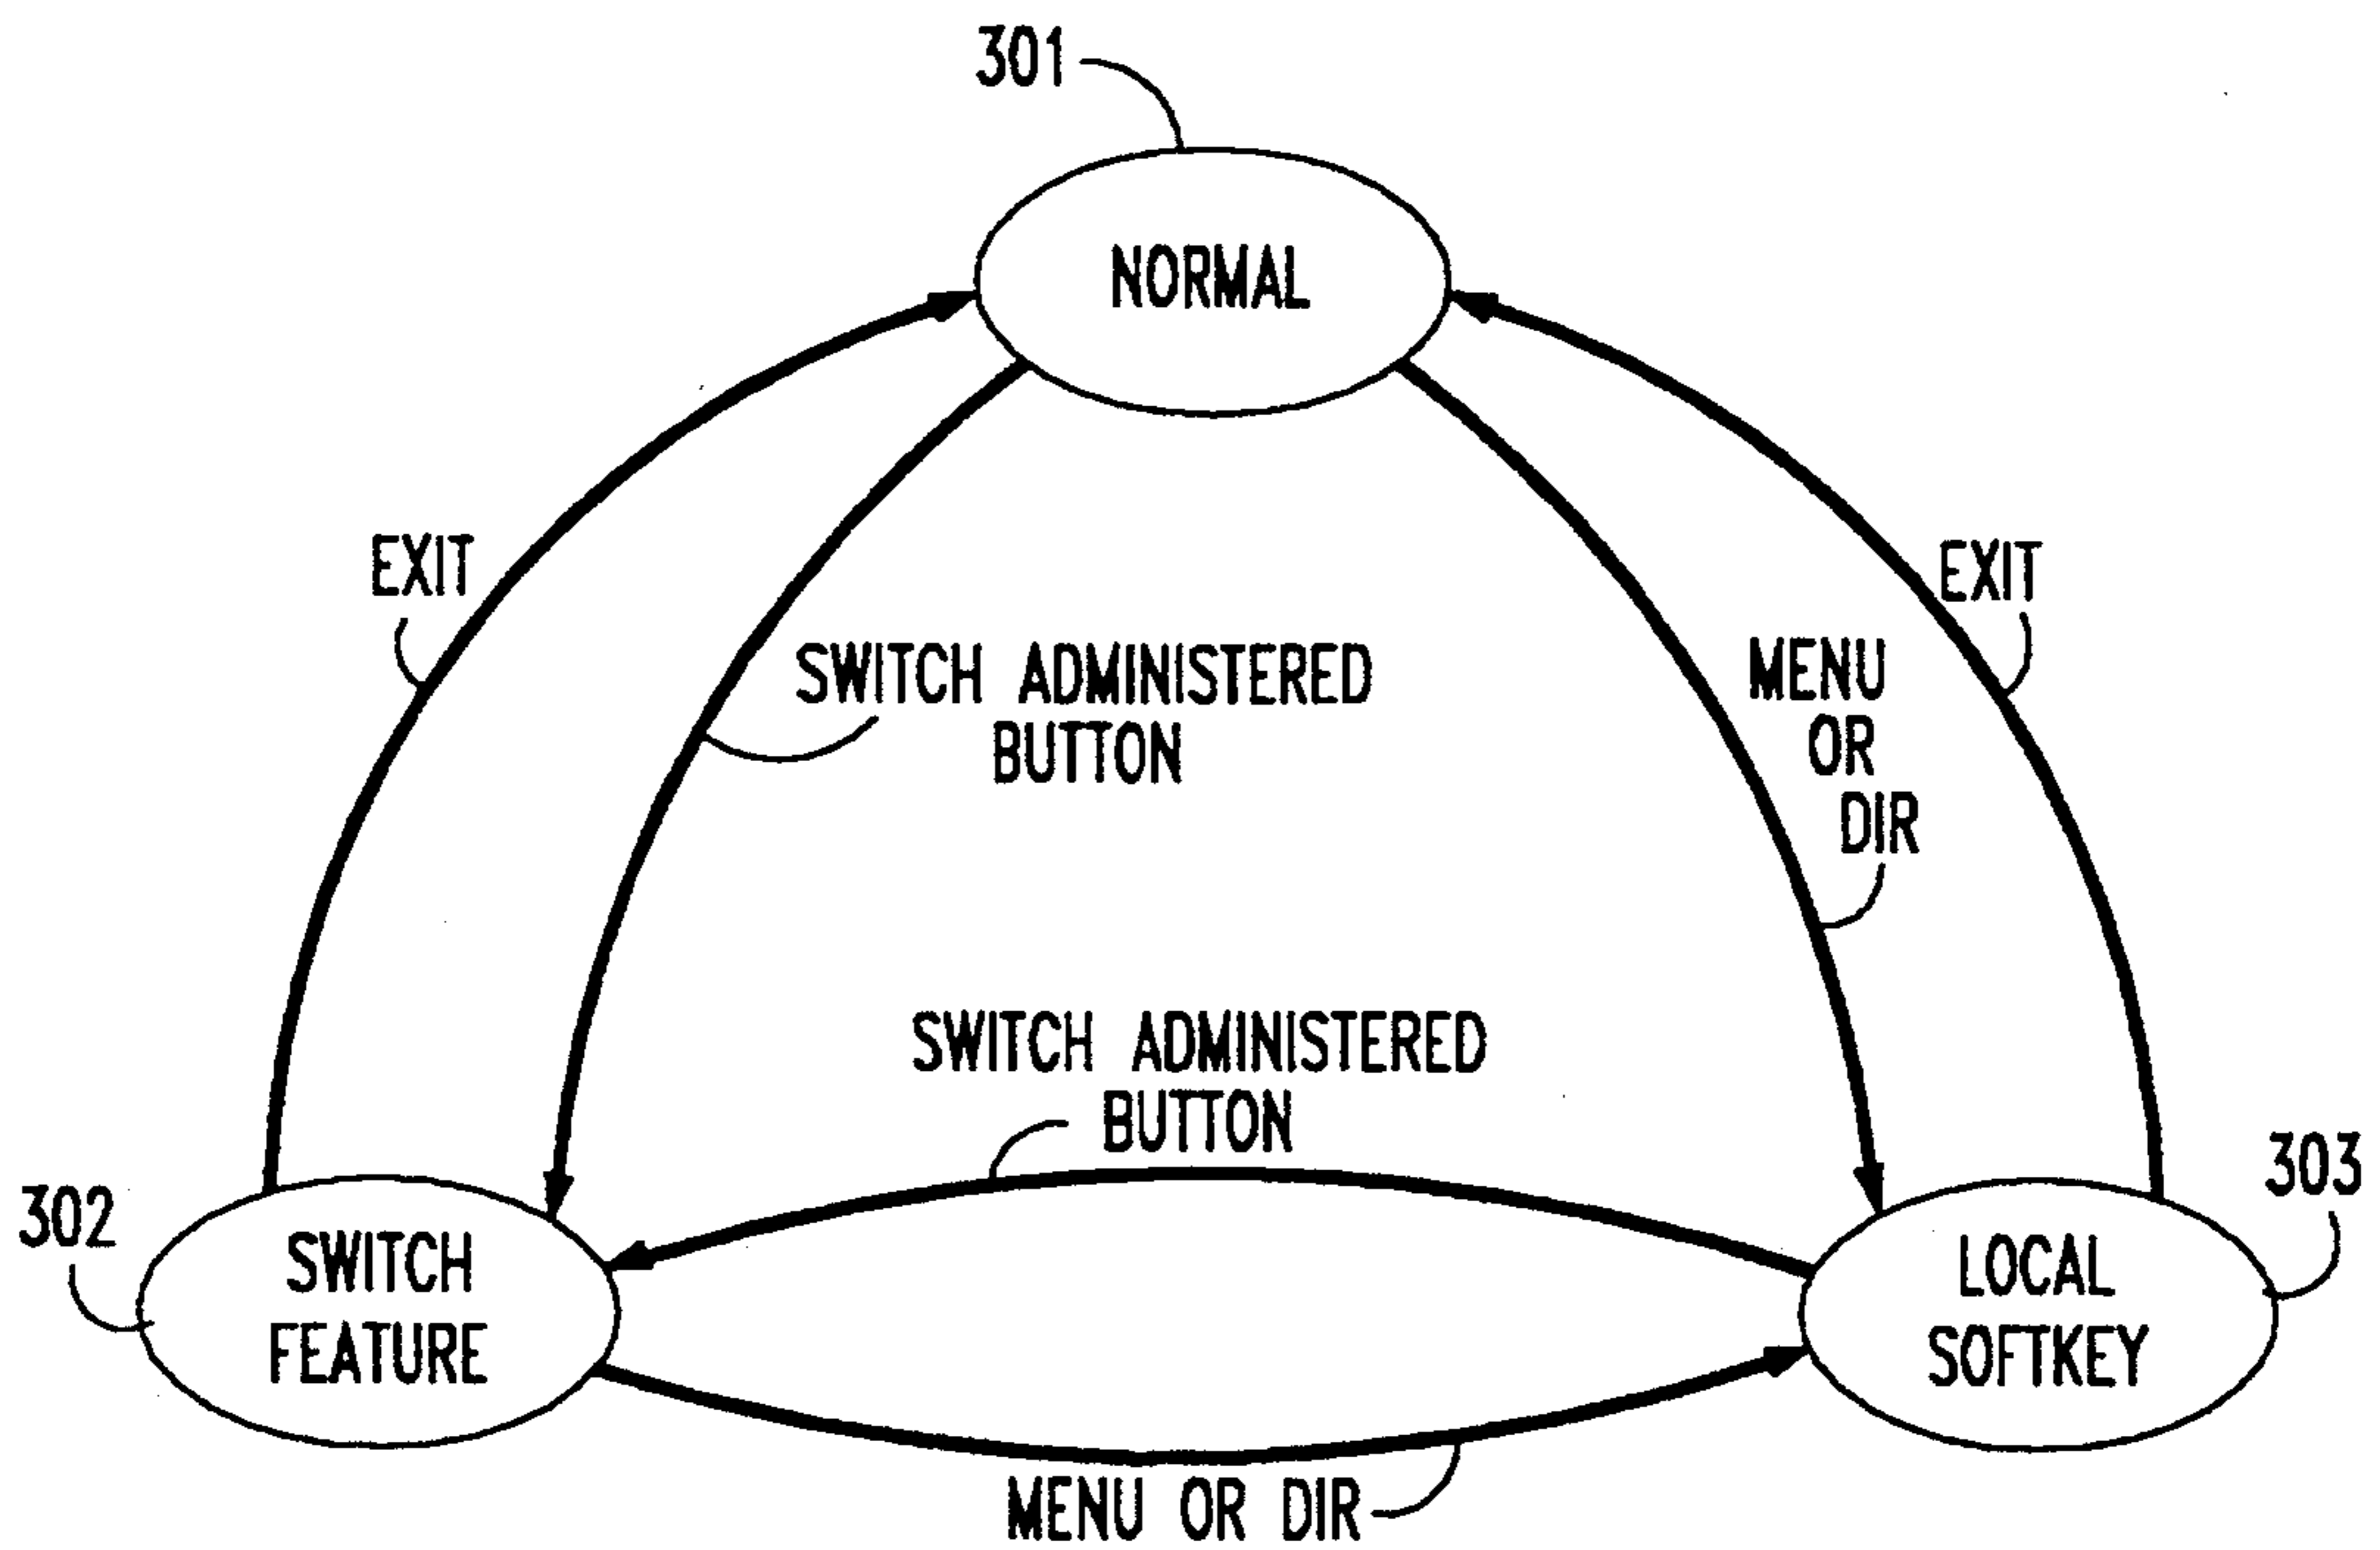 301
NORMAL
EXIT
EXIT
SWITCH ADMINISTERED
BUTTON
MENU
OR
DIR
SWITCH ADMINISTERED
BUTTON
302
303
SWITCH
FEATURE
LOCAL
SOFTKEY
MENU OR DIR